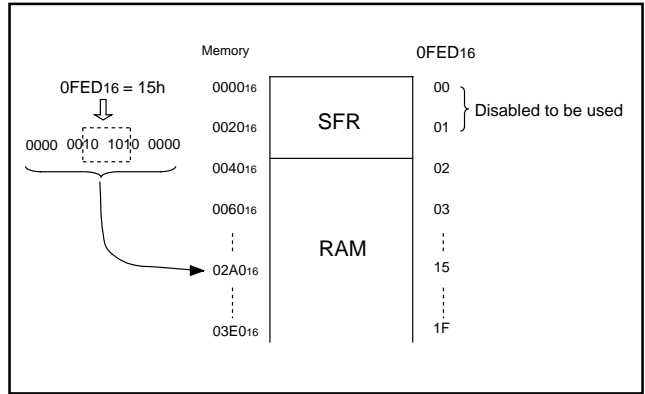 Memory 0FED16
0FED16 = 15h
000016 00
SFR
Disabled to be used
002016 01
0000 0010 1010 0000
004016 02
006016 03
RAM
02A016 15
03E016 1F